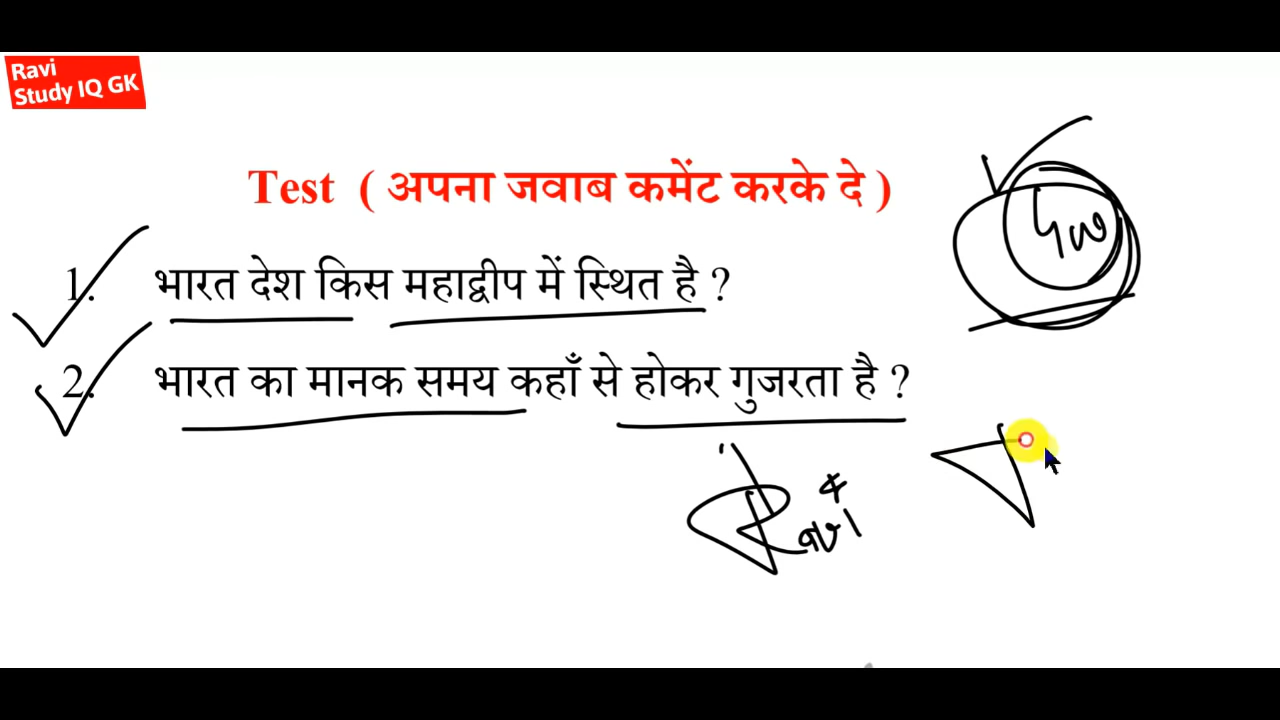 Ravi
Study IQ GK
Test ( अपना जवाब कमेंट करके दे )
1. भारत देश किस महाद्वीप में स्थित है ?
2. भारत का मानक समय कहाँ से होकर गुजरता है ?
Ravi